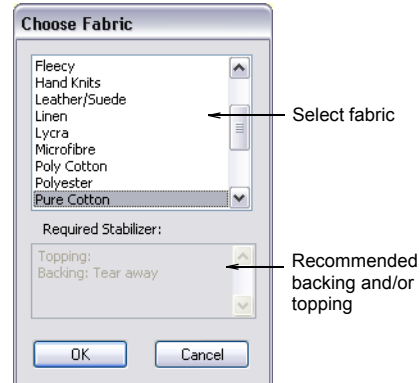 Choose Fabric
Fleecy
Hand Knits
Leather/Suede
Linen
Lycra
Microfibre
Poly Cotton
Polyester
Pure Cotton
Select fabric
Required Stabilizer:
Topping:
Backing: Tear away
Recommended
backing and/or
topping
OK
Cancel